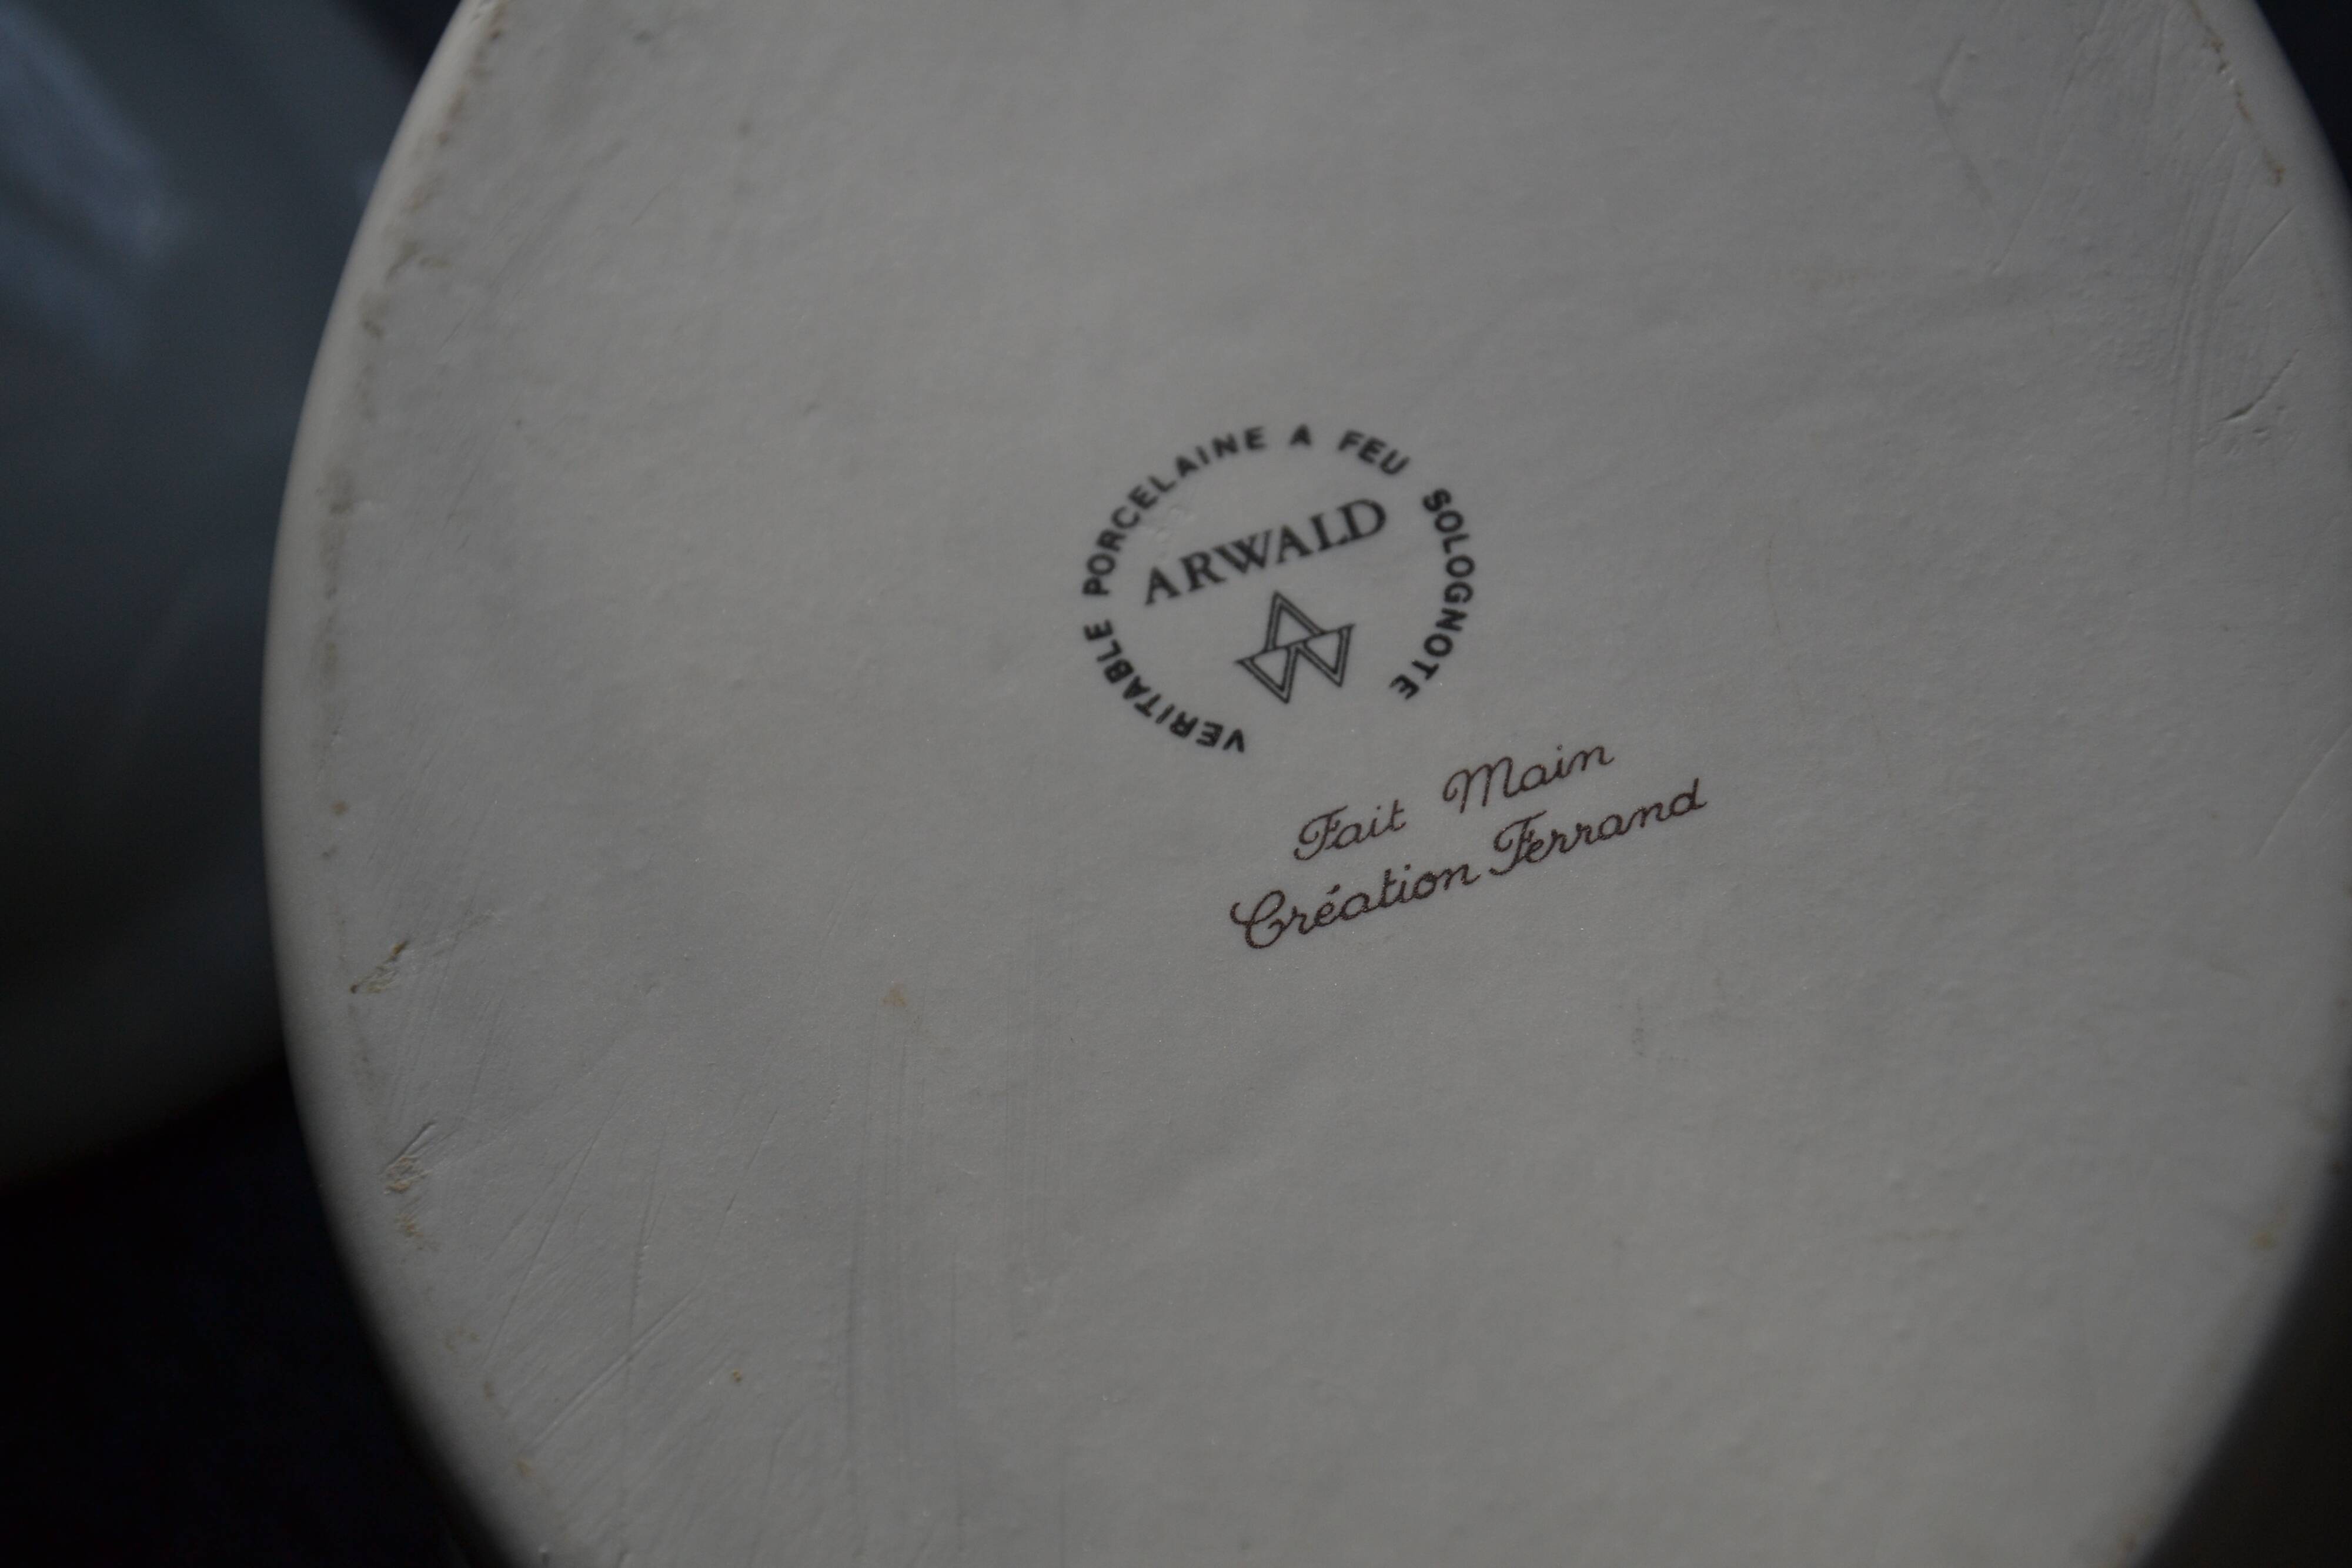 VERITABLE PORCELAINE A FEU SOLOGNOTE
ARWALD
Fait Main
Création Ferrand